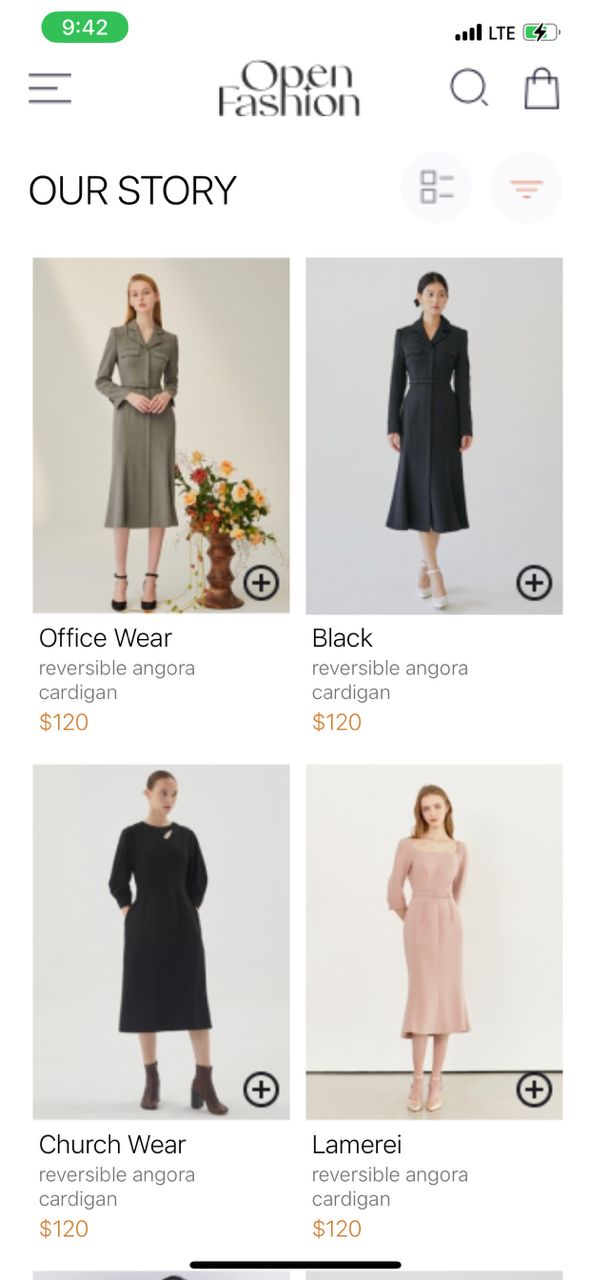 9:42
LTE
Open
Fashion
OUR STORY
Office Wear
reversible angora
cardigan
$120
Black
reversible angora
cardigan
$120
Church Wear
reversible angora
cardigan
$120
Lamerei
reversible angora
cardigan
$120